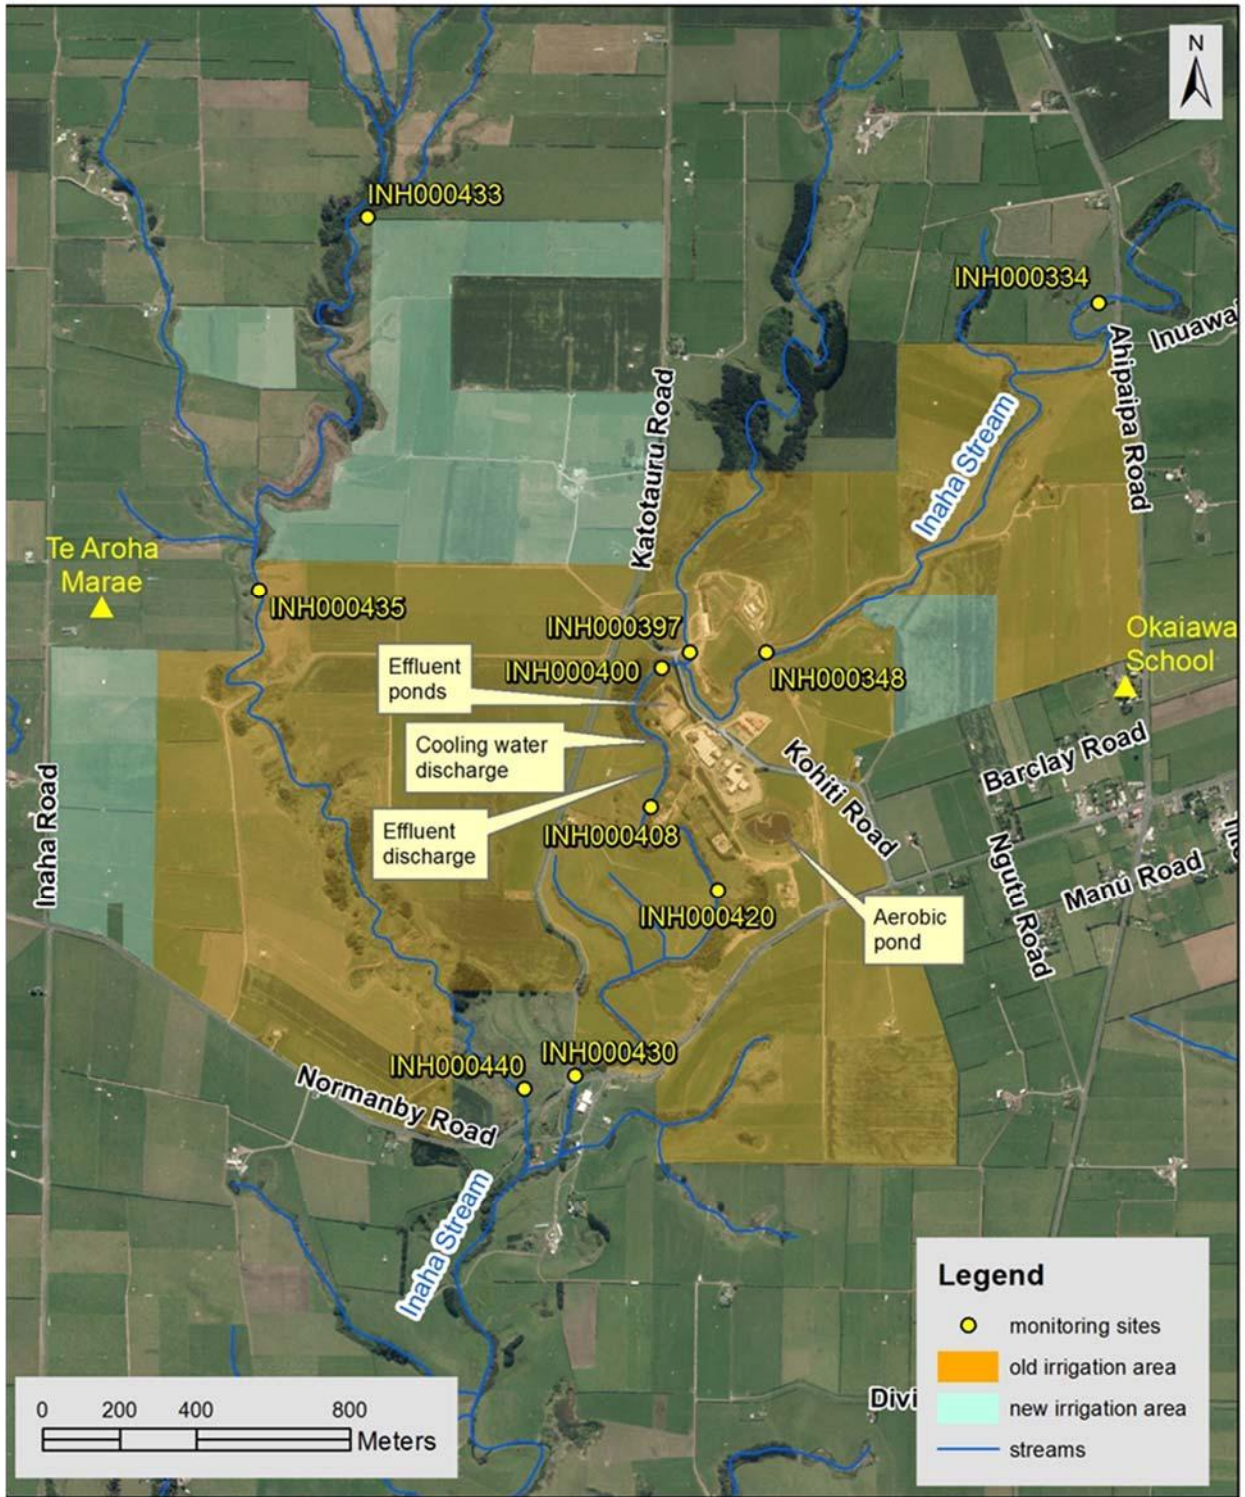 N
INH000433
INH000334
Ahipaipa Road
Katotauru Road
Inaha Stream
Te Aroha
Marae
INH000435
INH000397
INH000400
INH000348
Okaiawa
School
Effluent
ponds
Cooling water
discharge
Effluent
discharge
INH000408
Kohiti Road
Barclay Road
Inaha Road
Ngutu Road
Manu Road
INH000420
Aerobic
pond
INH000440
INH000430
Normanby Road
Inaha Stream
Legend
monitoring sites
old irrigation area
new irrigation area
streams
0 200 400 800
Meters